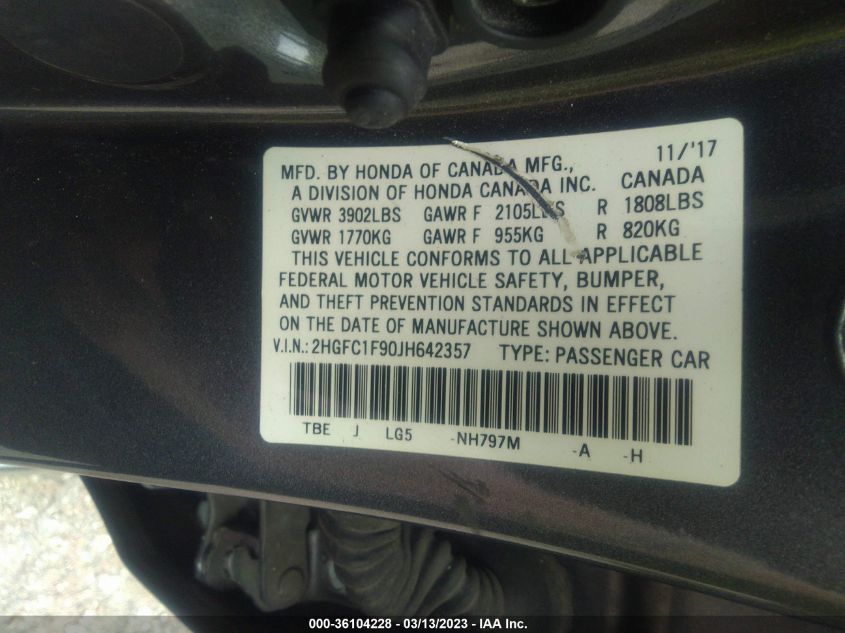 11/'17
MFD. BY HONDA OF CANADA MFG.,
A DIVISION OF HONDA CANADA INC. CANADA
GVWR 3902LBS GAWR F 2105LBS R 1808LBS
GVWR 1770KG GAWR F 955KG R 820KG
THIS VEHICLE CONFORMS TO ALL APPLICABLE
FEDERAL MOTOR VEHICLE SAFETY, BUMPER,
AND THEFT PREVENTION STANDARDS IN EFFECT
ON THE DATE OF MANUFACTURE SHOWN ABOVE.
V.I.N.: 2HGFC1F90JH642357 TYPE: PASSENGER CAR
TBE J LG5 -NH797M -A -H
000-36104228 - 03/13/2023 - IAA Inc.